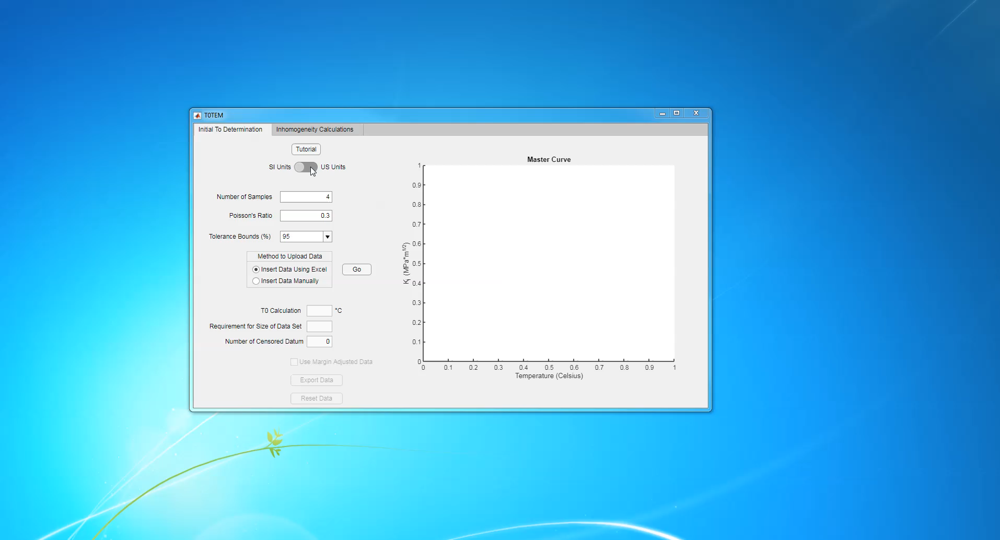 T0TEM
Initial To Determination
Inhomogeneity Calculations
Tutorial
SI Units
US Units
Number of Samples
4
Poisson's Ratio
0.3
Tolerance Bounds (%)
95
Method to Upload Data
Insert Data Using Excel
Insert Data Manually
Go
T0 Calculation
°C
Requirement for Size of Data Set
Number of Censored Datum
0
Use Margin Adjusted Data
Export Data
Reset Data
Master Curve
1
0.9
0.8
0.7
0.6
0.5
0.4
0.3
0.2
0.1
0
(MPa*m^1/2)
0 0.1 0.2 0.3 0.4 0.5 0.6 0.7 0.8 0.9 1
Temperature (Celsius)